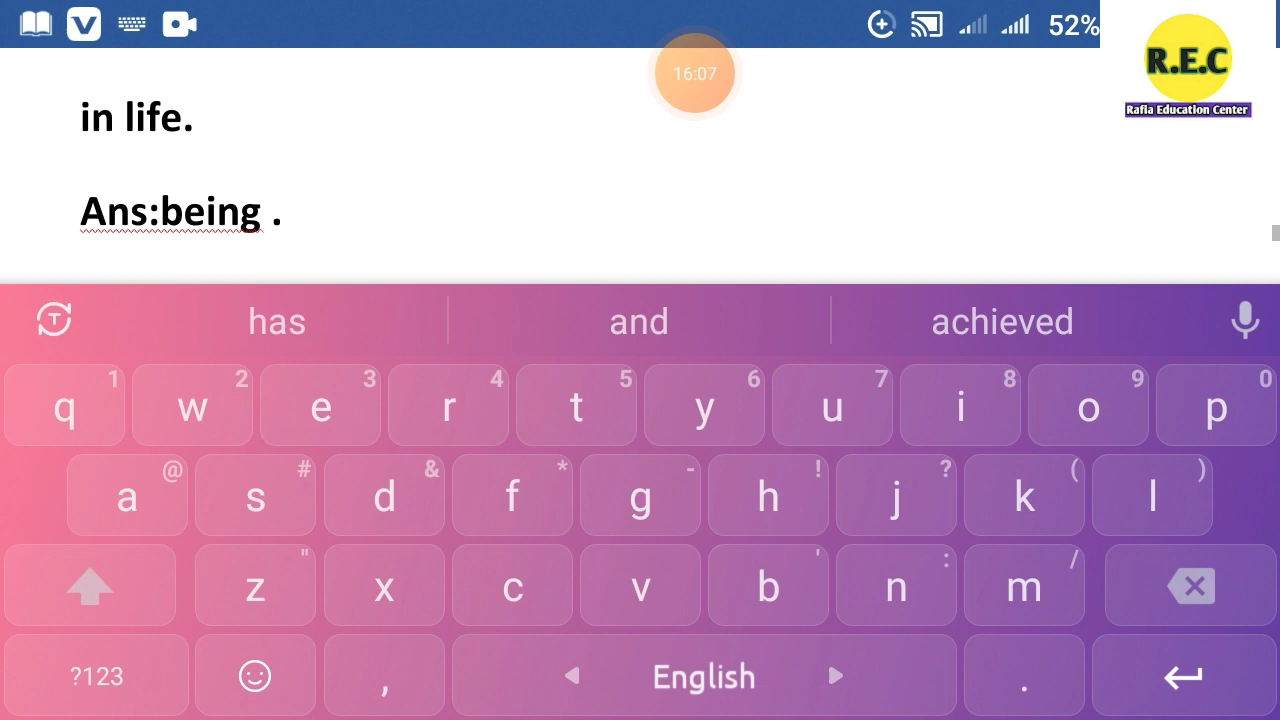 52%
R.E.C
Rafia Education Center
16:07
in life.
Ans:being .
T
has and achieved
1 2 3 4 5 6 7 8 9 0
q w e r t y u i o p
@ # & * - ! ? ( )
a s d f g h j k l
" ' : /
z x c v b n m
?123 , English .